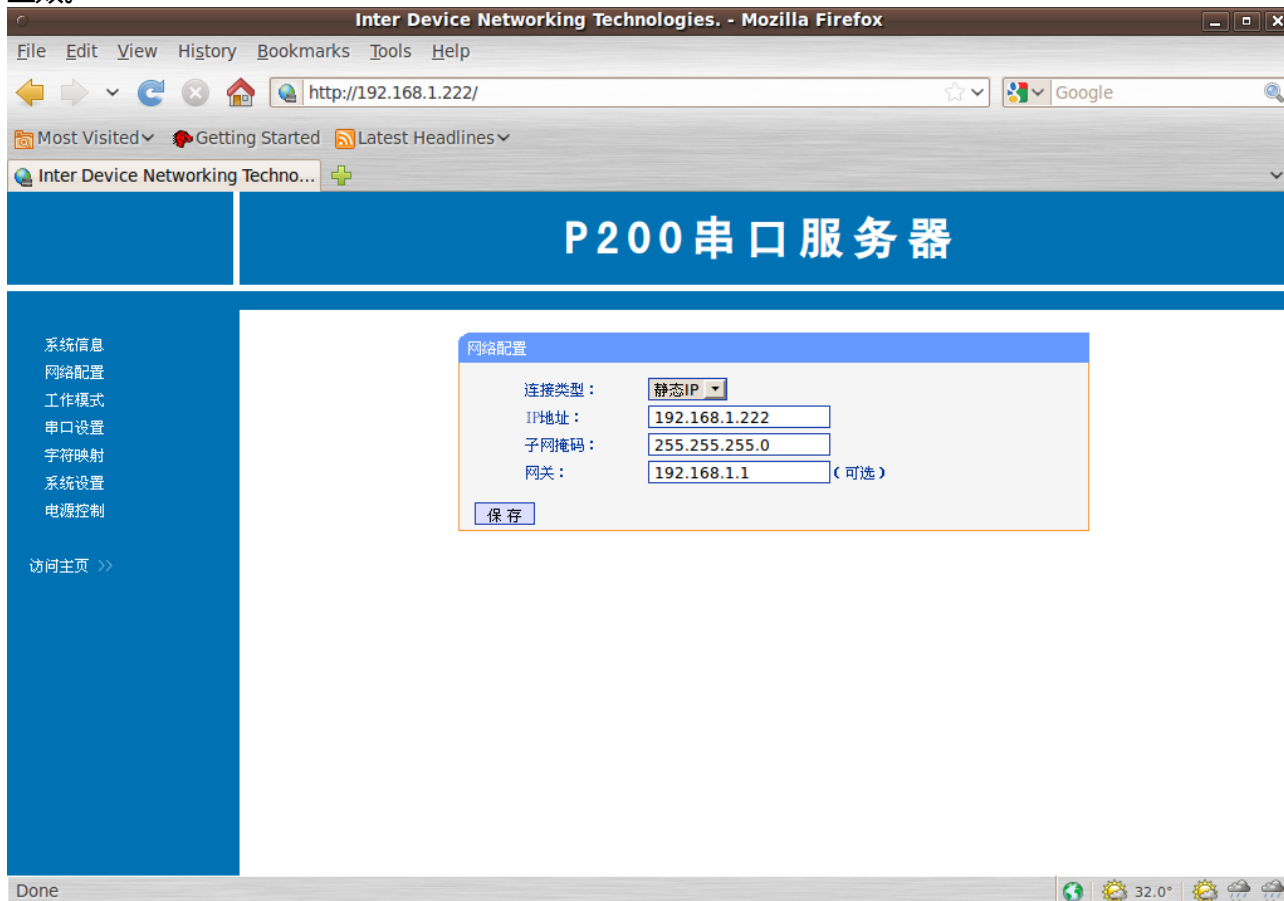 Inter Device Networking Technologies. - Mozilla Firefox
File Edit View History Bookmarks Tools Help
http://192.168.1.222/
Google
Most Visited Getting Started Latest Headlines
Inter Device Networking Techno...
P200串口服务器
系统信息
网络配置
工作模式
串口设置
字符映射
系统设置
电源控制
访问主页 >>
网络配置
连接类型： 静态IP
IP地址： 192.168.1.222
子网掩码： 255.255.255.0
网关： 192.168.1.1 (可选)
保存
Done
32.0°